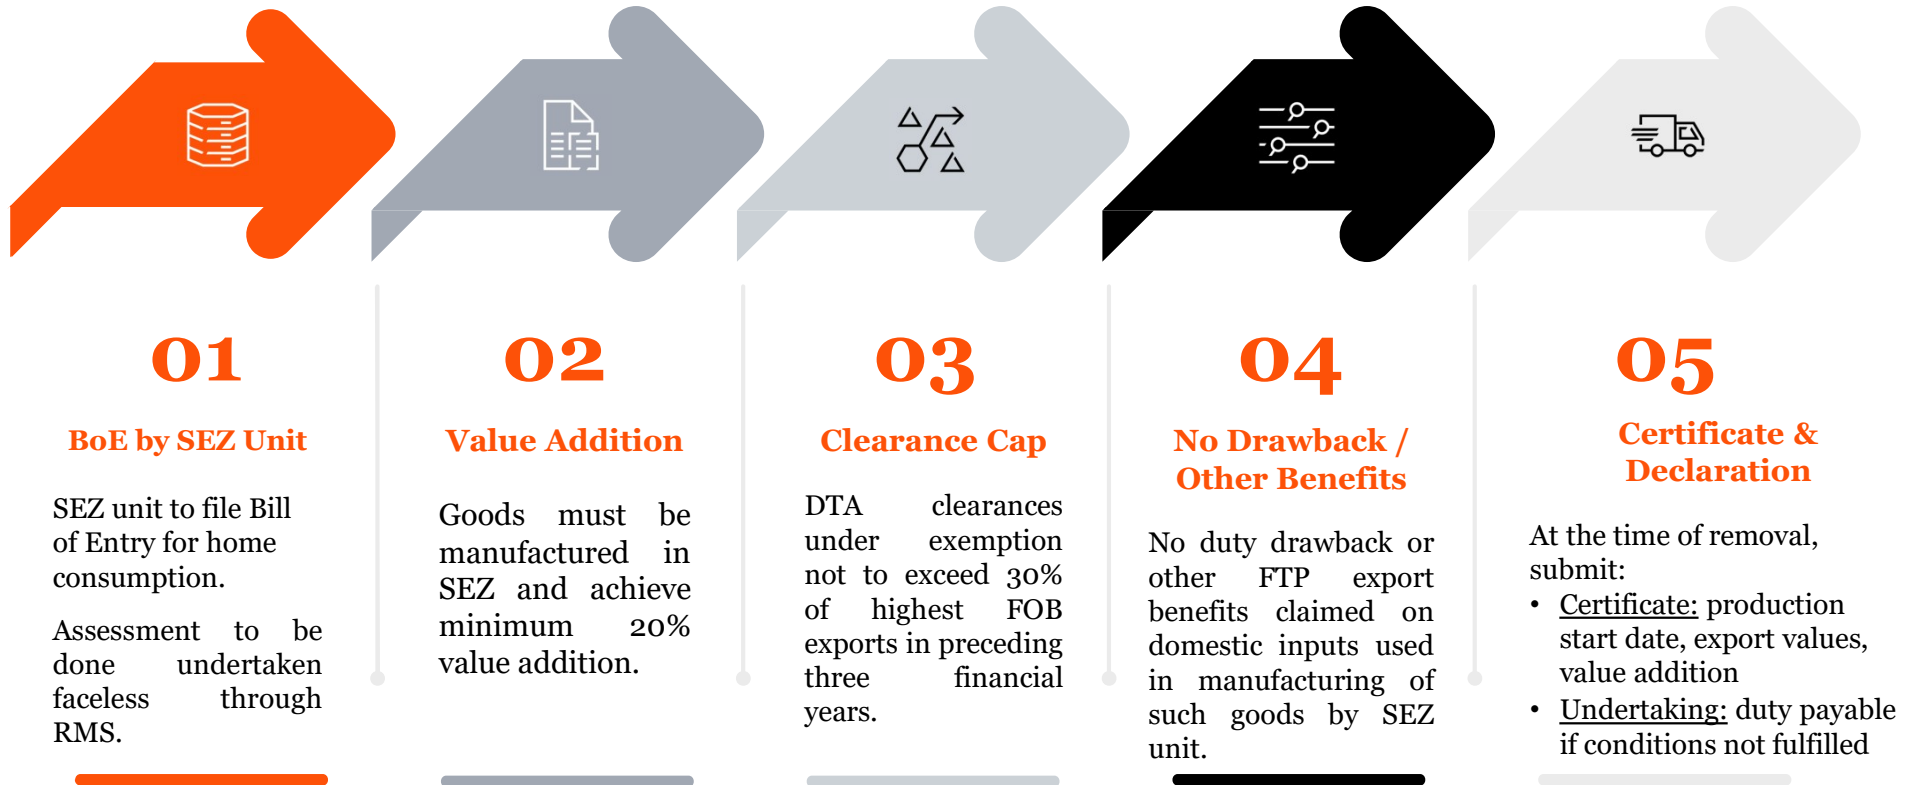 01
BoE by SEZ Unit
SEZ unit to file Bill
of Entry for home
consumption.
Assessment to be
done undertaken
faceless through
RMS.
02
Value Addition
Goods must be
manufactured in
SEZ and achieve
minimum 20%
value addition.
03
Clearance Cap
DTA clearances
under exemption
not to exceed 30%
of highest FOB
exports in preceding
three financial
years.
04
No Drawback /
Other Benefits
No duty drawback or
other FTP export
benefits claimed on
domestic inputs used
in manufacturing of
such goods by SEZ
unit.
05
Certificate &
Declaration
At the time of removal,
submit:
• Certificate: production
start date, export values,
value addition
• Undertaking: duty payable
if conditions not fulfilled